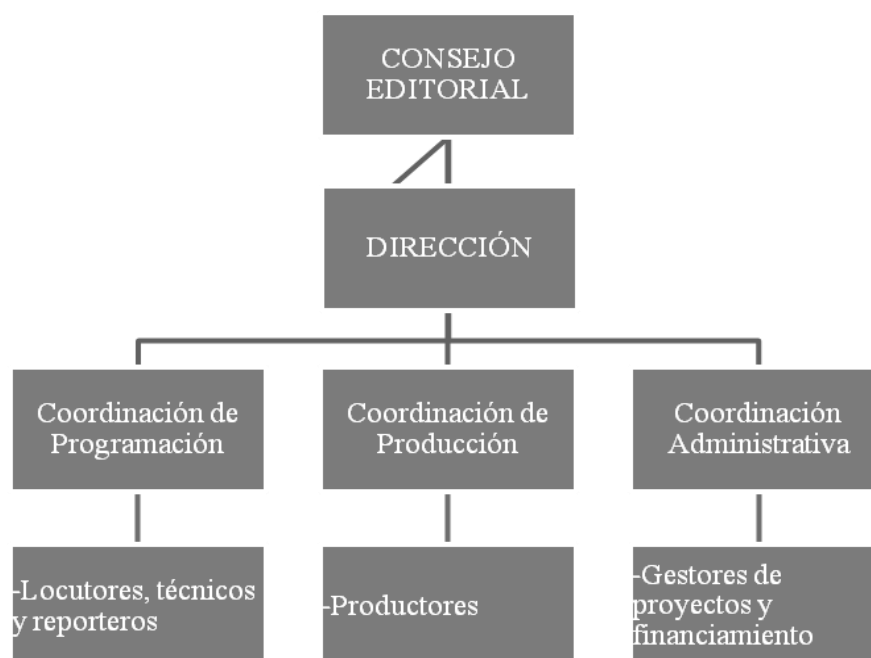 CONSEJO
EDITORIAL
DIRECCIÓN
Coordinación de
Programación
Coordinación de
Producción
Coordinación
Administrativa
-Locutores, técnicos
y reporteros
-Productores
-Gestores de
proyectos y
financiamiento